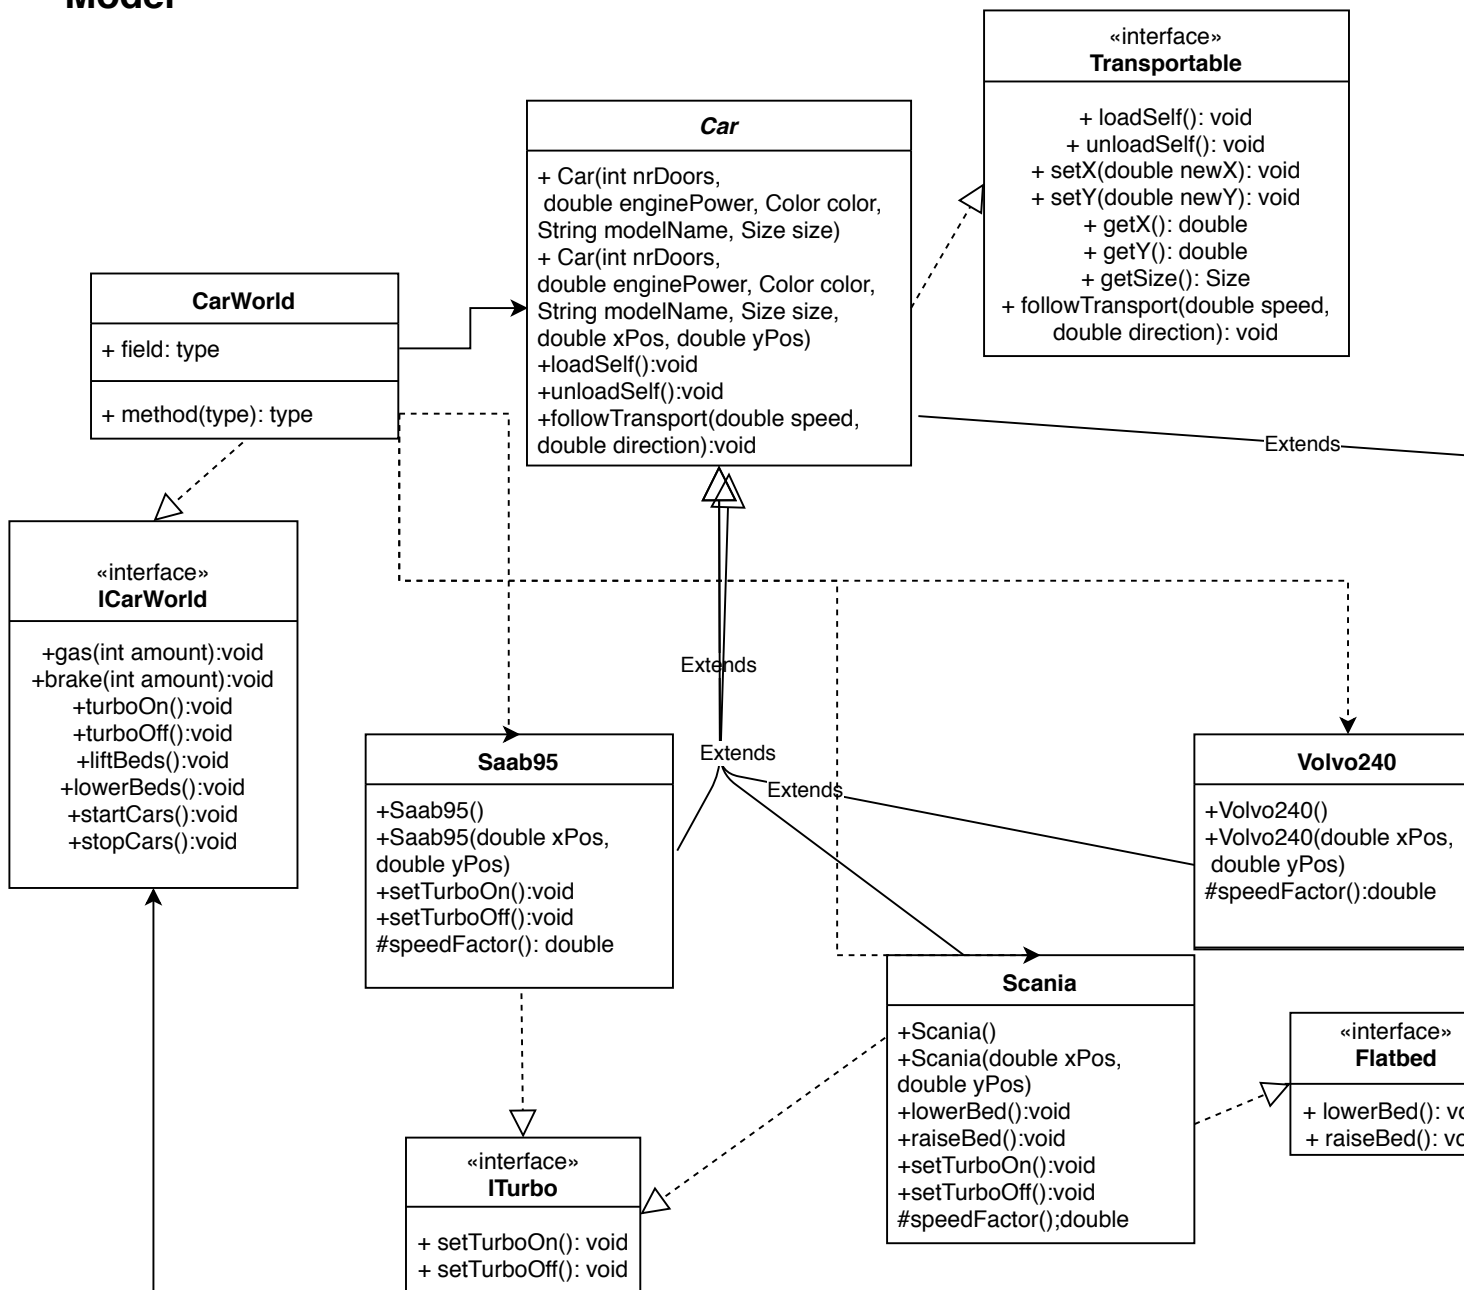 Model
«interface»
Transportable
+ loadSelf(): void
+ unloadSelf(): void
+ setX(double newX): void
+ setY(double newY): void
+ getX(): double
+ getY(): double
+ getSize(): Size
+ followTransport(double speed,
double direction): void
Car
+ Car(int nrDoors,
double enginePower, Color color,
String modelName, Size size)
+ Car(int nrDoors,
double enginePower, Color color,
String modelName, Size size,
double xPos, double yPos)
+loadSelf():void
+unloadSelf():void
+followTransport(double speed,
double direction):void
CarWorld
+ field: type
+ method(type): type
Extends
«interface»
ICarWorld
+gas(int amount):void
+brake(int amount):void
+turboOn():void
+turboOff():void
+liftBeds():void
+lowerBeds():void
+startCars():void
+stopCars():void
Extends
Extends
Extends
Saab95
+Saab95()
+Saab95(double xPos,
double yPos)
+setTurboOn():void
+setTurboOff():void
#speedFactor(): double
Volvo240
+Volvo240()
+Volvo240(double xPos,
double yPos)
#speedFactor():double
Scania
+Scania()
+Scania(double xPos,
double yPos)
+lowerBed():void
+raiseBed():void
+setTurboOn():void
+setTurboOff():void
#speedFactor();double
«interface»
Flatbed
+ lowerBed(): vo
+ raiseBed(): vo
«interface»
ITurbo
+ setTurboOn(): void
+ setTurboOff(): void